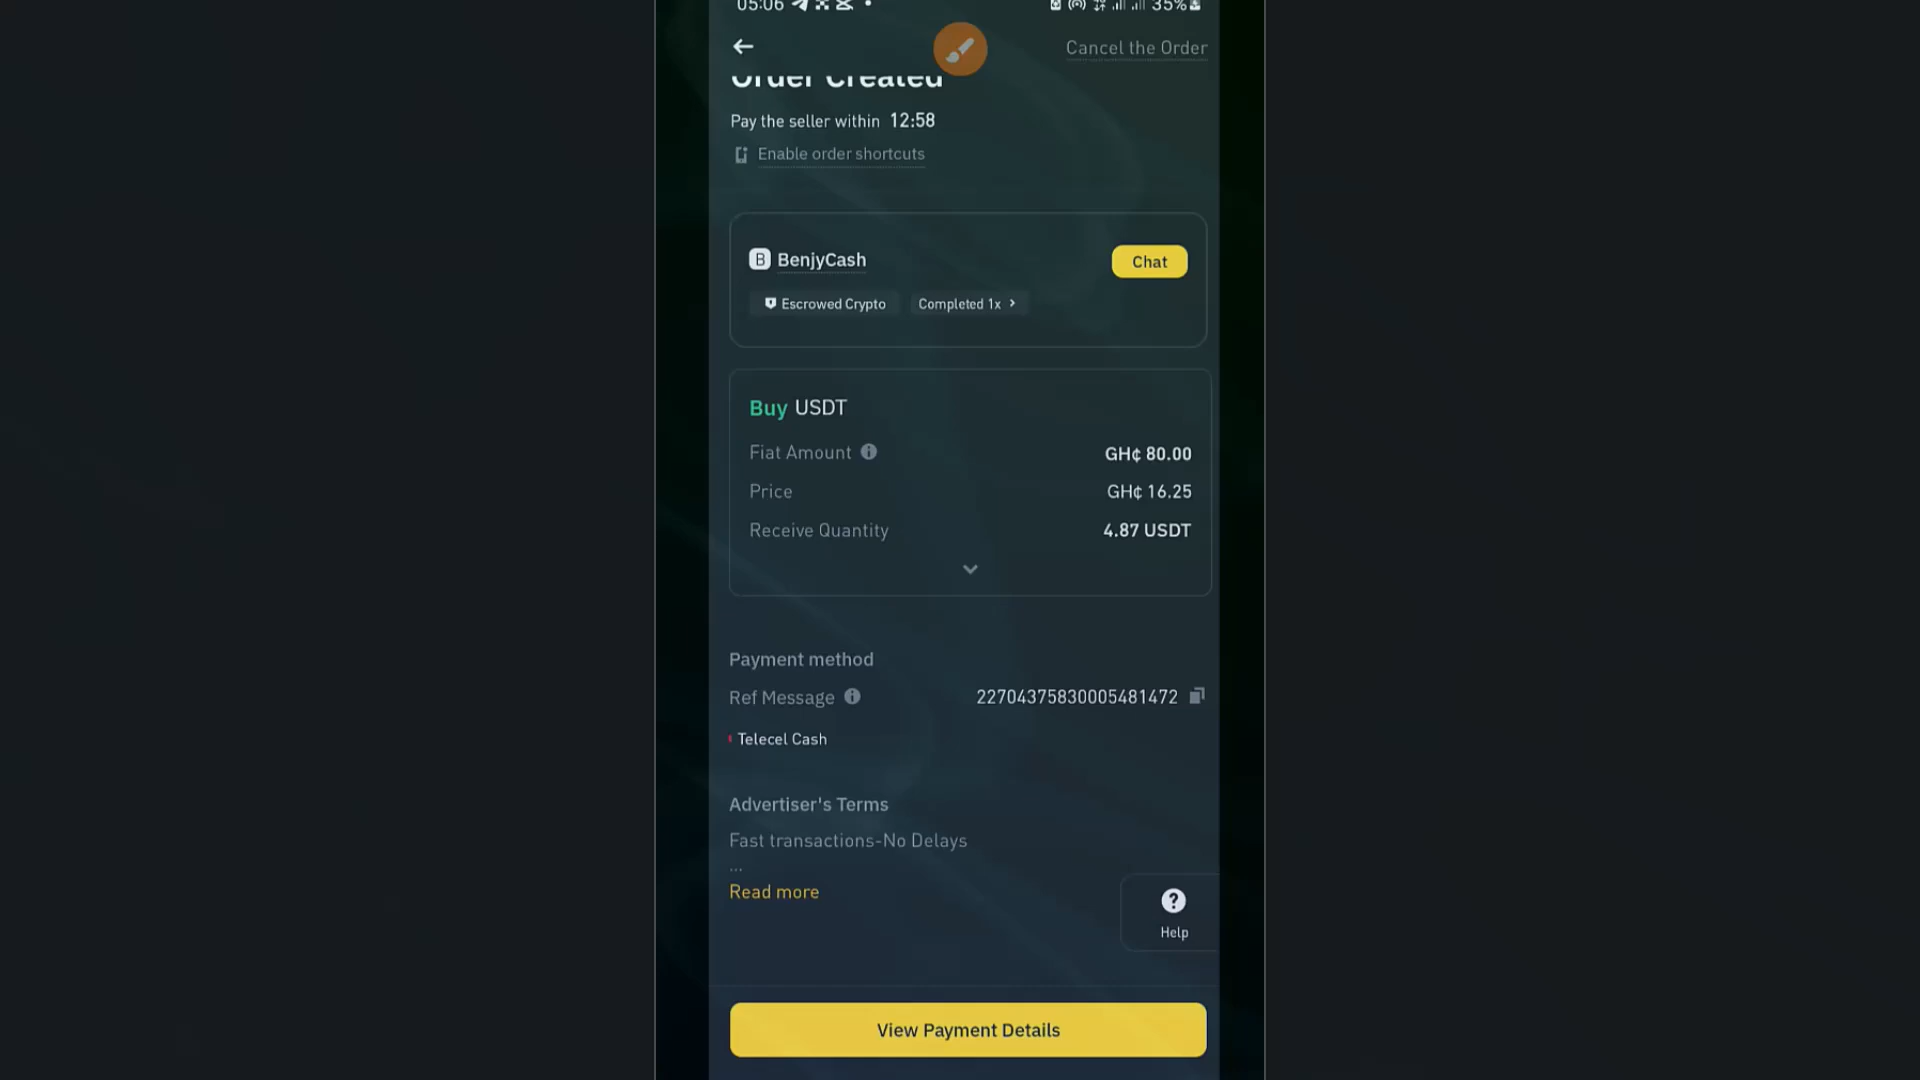 05:06 35%
Cancel the Order
Order Created
Pay the seller within 12:58
Enable order shortcuts
B BenjyCash
Chat
Escrowed Crypto Completed 1x >
Buy USDT
Fiat Amount GH¢ 80.00
Price GH¢ 16.25
Receive Quantity 4.87 USDT
Payment method
Ref Message 22704375830005481472
Telecel Cash
Advertiser's Terms
Fast transactions-No Delays
...
Read more
? Help
View Payment Details